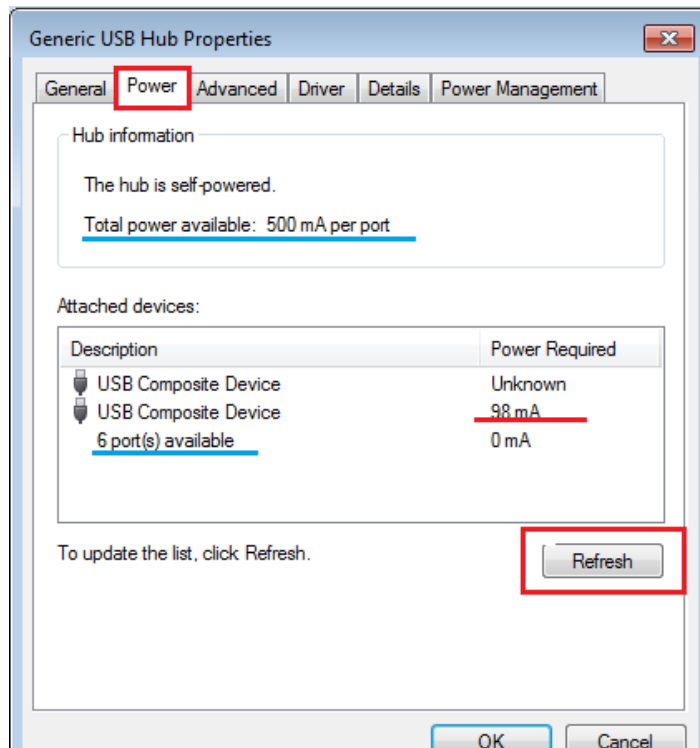 Generic USB Hub Properties
General Power Advanced Driver Details Power Management
Hub information
The hub is self-powered.
Total power available: 500 mA per port
Attached devices:
Description Power Required
USB Composite Device Unknown
USB Composite Device 98 mA
6 port(s) available 0 mA
To update the list, click Refresh.
Refresh
OK Cancel